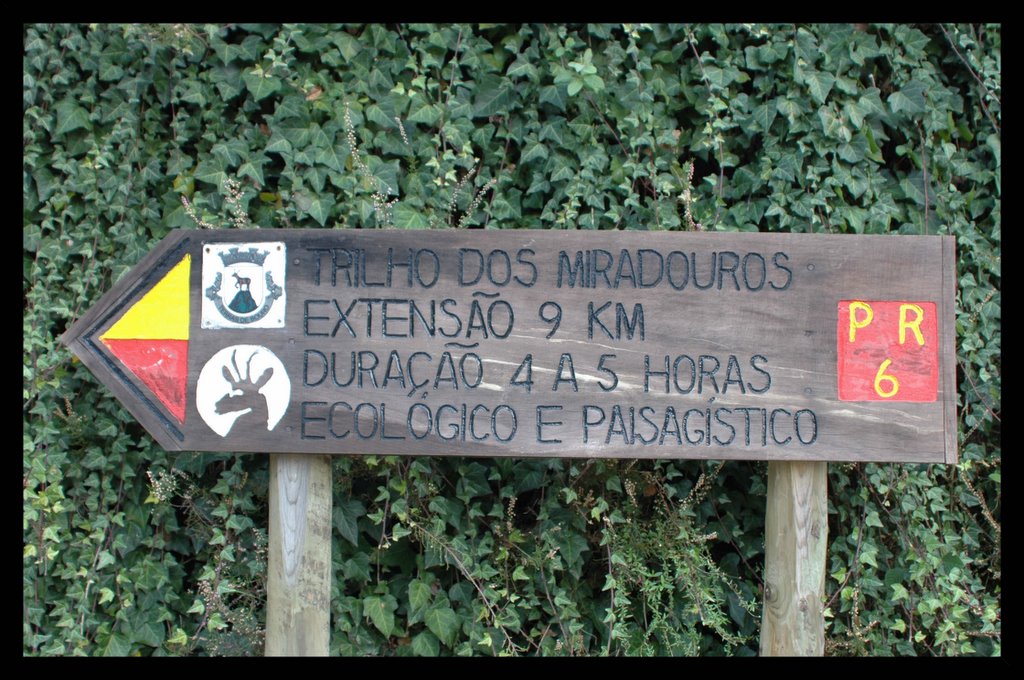 TRILHO DOS MIRADOUROS
EXTENSÃO 9 KM
DURAÇÃO 4 A 5 HORAS
ECOLÓGICO E PAISAGÍSTICO
PR
6